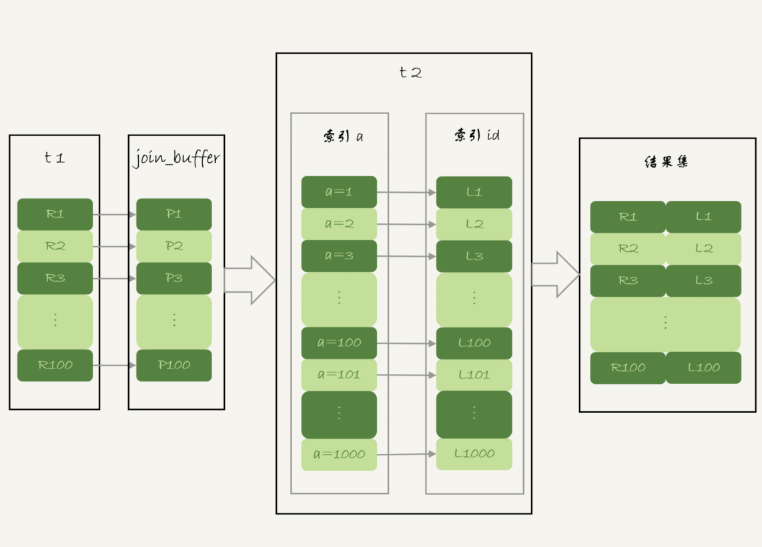 t1
R1
R2
R3
⋮
R100
join_buffer
P1
P2
P3
⋮
P100
t2
索引 a
a=1
a=2
a=3
⋮
a=100
a=101
⋮
a=1000
索引 id
L1
L2
L3
⋮
L100
L101
⋮
L1000
结果集
R1 L1
R2 L2
R3 L3
⋮
R100 L100